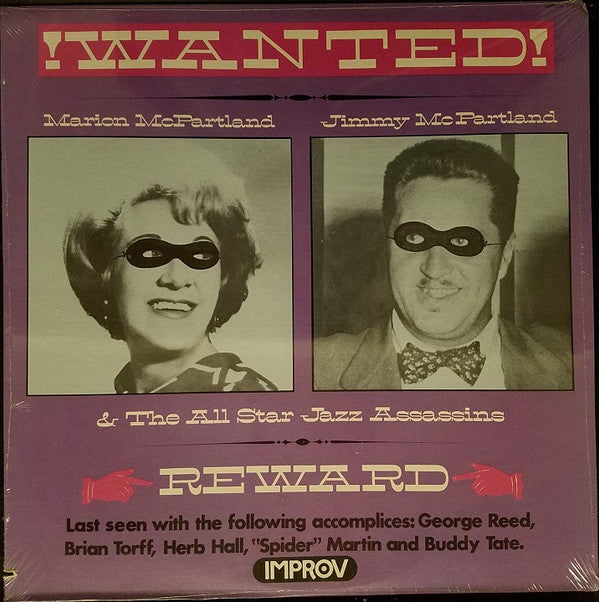 !WANTED!
Marion McPartland
Jimmy McPartland
& The All Star Jazz Assassins
REWARD
Last seen with the following accomplices: George Reed,
Brian Torff, Herb Hall, "Spider" Martin and Buddy Tate.
IMPROV